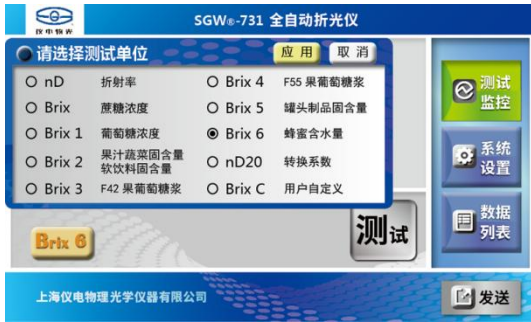 仪电物光
SGW®-731 全自动折光仪
请选择测试单位
应用 取消
nD 折射率
Brix 蔗糖浓度
Brix 1 葡萄糖浓度
Brix 2 果汁蔬菜固含量
软饮料固含量
Brix 3 F42 果葡萄糖浆
Brix 4 F55 果葡萄糖浆
Brix 5 罐头制品固含量
Brix 6 蜂蜜含水量
nD20 转换系数
Brix C 用户自定义
Brix 6
测试
测试
监控
系统
设置
数据
列表
上海仪电物理光学仪器有限公司
发送